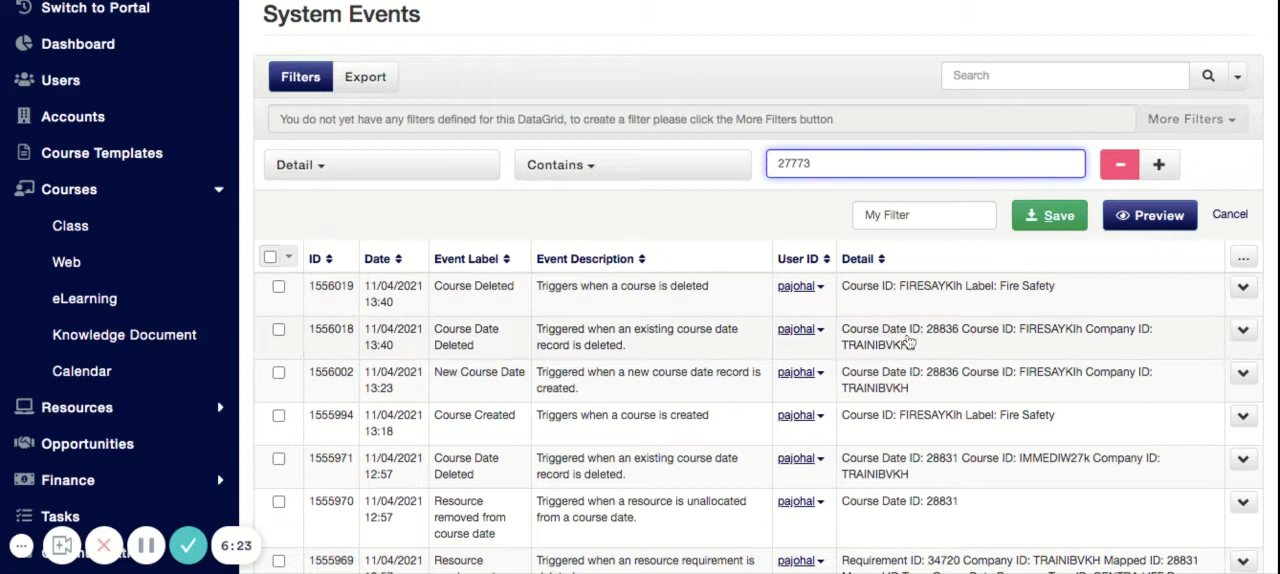 Switch to Portal
Dashboard
Users
Accounts
Course Templates
Courses
Class
Web
eLearning
Knowledge Document
Calendar
Resources
Opportunities
Finance
Tasks
6:23
System Events
Filters Export Search
You do not yet have any filters defined for this DataGrid, to create a filter please click the More Filters button More Filters
Detail Contains 27773 − +
My Filter Save Preview Cancel
ID Date Event Label Event Description User ID Detail ...
1556019 11/04/2021 Course Deleted Triggers when a course is deleted pajohal Course ID: FIRESAYKIh Label: Fire Safety
13:40
1556018 11/04/2021 Course Date Triggered when an existing course date pajohal Course Date ID: 28836 Course ID: FIRESAYKIh Company ID:
13:40 Deleted record is deleted. TRAINIBVKH
1556002 11/04/2021 New Course Date Triggered when a new course date record is pajohal Course Date ID: 28836 Course ID: FIRESAYKIh Company ID:
13:23 created. TRAINIBVKH
1555994 11/04/2021 Course Created Triggers when a course is created pajohal Course ID: FIRESAYKIh Label: Fire Safety
13:18
1555971 11/04/2021 Course Date Triggered when an existing course date pajohal Course Date ID: 28831 Course ID: IMMEDIW27k Company ID:
12:57 Deleted record is deleted. TRAINIBVKH
1555970 11/04/2021 Resource Triggered when a resource is unallocated pajohal Course Date ID: 28831
12:57 removed from from a course date.
course date
1555969 11/04/2021 Resource Triggered when an resource requirement is pajohal Requirement ID: 34720 Company ID: TRAINIBVKH Mapped ID: 28831